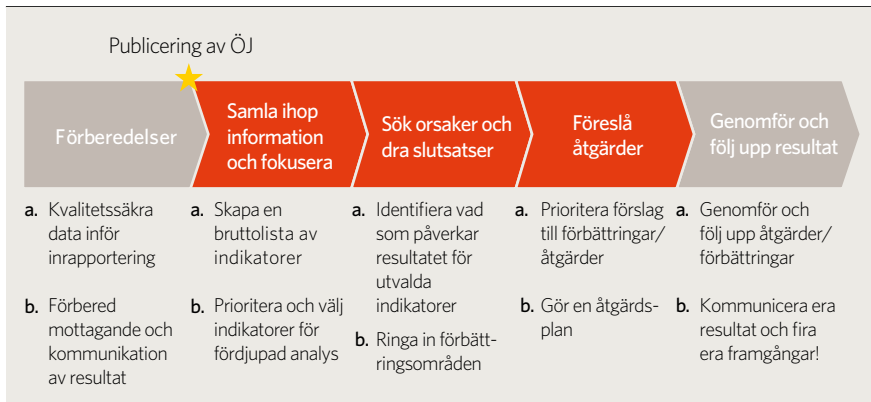 Publicering av ÖJ
Förberedelser
Samla ihop
information
och fokusera
Sök orsaker och
dra slutsatser
Föreslå
åtgärder
Genomför och
följ upp resultat
a. Kvalitetssäkra
data inför
inrapportering
b. Förbered
mottagande och
kommunikation
av resultat
a. Skapa en
bruttolista av
indikatorer
b. Prioritera och välj
indikatorer för
fördjupad analys
a. Identifiera vad
som påverkar
resultatet för
utvalda
indikatorer
b. Ringa in förbätt-
ringsområden
a. Prioritera förslag
till förbättringar/
åtgärder
b. Gör en åtgärds-
plan
a. Genomför och
följ upp åtgärder/
förbättringar
b. Kommunicera era
resultat och fira
era framgångar!